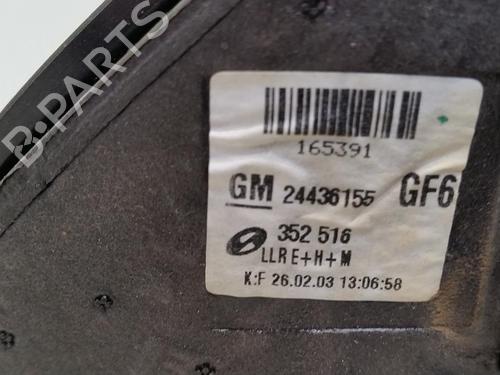 B-PARTS
165391
GM 24436155 GF6
352 516
LLR E+H+M
K:F 26.02.03 13:06:58